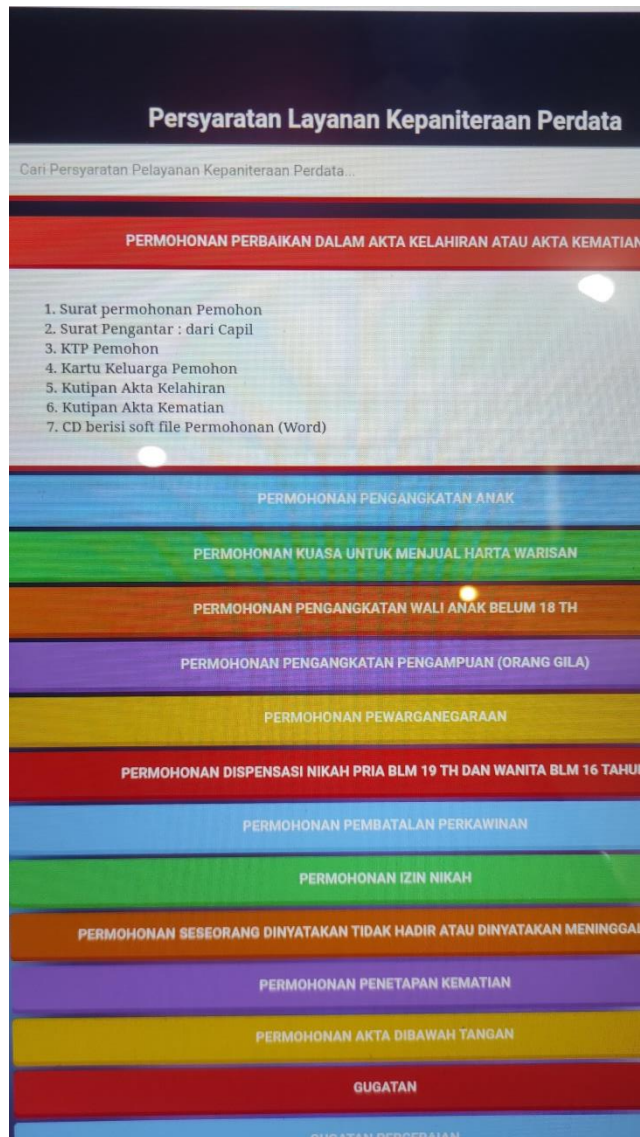 Persyaratan Layanan Kepaniteraan Perdata
Cari Persyaratan Pelayanan Kepaniteraan Perdata...
PERMOHONAN PERBAIKAN DALAM AKTA KELAHIRAN ATAU AKTA KEMATIAN
1. Surat permohonan Pemohon
2. Surat Pengantar : dari Capil
3. KTP Pemohon
4. Kartu Keluarga Pemohon
5. Kutipan Akta Kelahiran
6. Kutipan Akta Kematian
7. CD berisi soft file Permohonan (Word)
PERMOHONAN PENGANGKATAN ANAK
PERMOHONAN KUASA UNTUK MENJUAL HARTA WARISAN
PERMOHONAN PENGANGKATAN WALI ANAK BELUM 18 TH
PERMOHONAN PENGANGKATAN PENGAMPUAN (ORANG GILA)
PERMOHONAN PEWARGANEGARAAN
PERMOHONAN DISPENSASI NIKAH PRIA BLM 19 TH DAN WANITA BLM 16 TAHUN
PERMOHONAN PEMBATALAN PERKAWINAN
PERMOHONAN IZIN NIKAH
PERMOHONAN SESEORANG DINYATAKAN TIDAK HADIR ATAU DINYATAKAN MENINGGAL
PERMOHONAN PENETAPAN KEMATIAN
PERMOHONAN AKTA DIBAWAH TANGAN
GUGATAN
GUGATAN PERCERAIAN